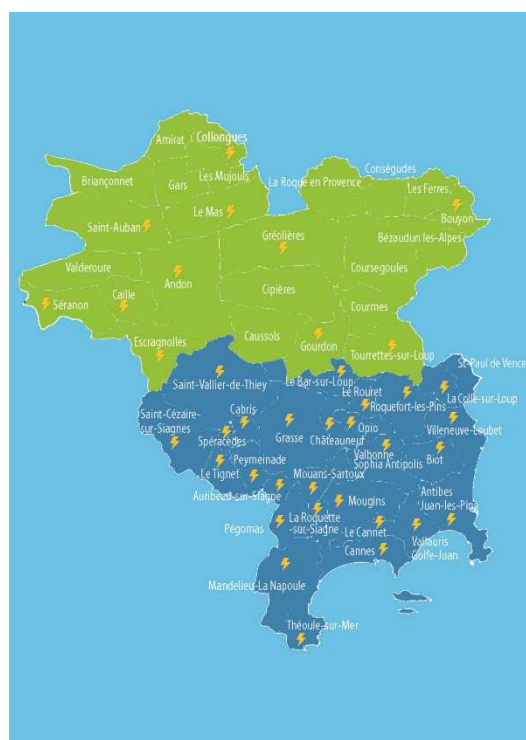 Amirat
Collongues
Briançonnet
Gars
Les Mujouls
La Roque en Provence
Conségudes
Les Ferres
Bouyon
Le Mas
Saint-Auban
Gréolières
Bézaudun les-Alpes
Valderoure
Andon
Coursegoules
Séranon
Caille
Cipières
Courmes
Escragnolles
Caussols
Gourdon
Tourrettes-sur-Loup
St-Paul de Vence
Saint-Vallier-de-Thiey
Le Bar-sur-Loup
Le Rouret
La Colle-sur-Loup
Roquefort-les-Pins
Saint-Cézaire-
sur-Siagnes
Cabris
Villeneuve-Loubet
Spéracèdes
Grasse
Châteauneuf
Opio
Valbonne
Sophia Antipolis
Biot
Peymeinade
Le Tignet
Mouans-Sartoux
Auribeau-sur-Siagne
Mougins
Antibes
Juan-les-Pins
Pégomas
La Roquette
-sur-Siagne
Le Cannet
Vallauris
Golfe-Juan
Cannes
Mandelieu-La Napoule
Théoule-sur-Mer